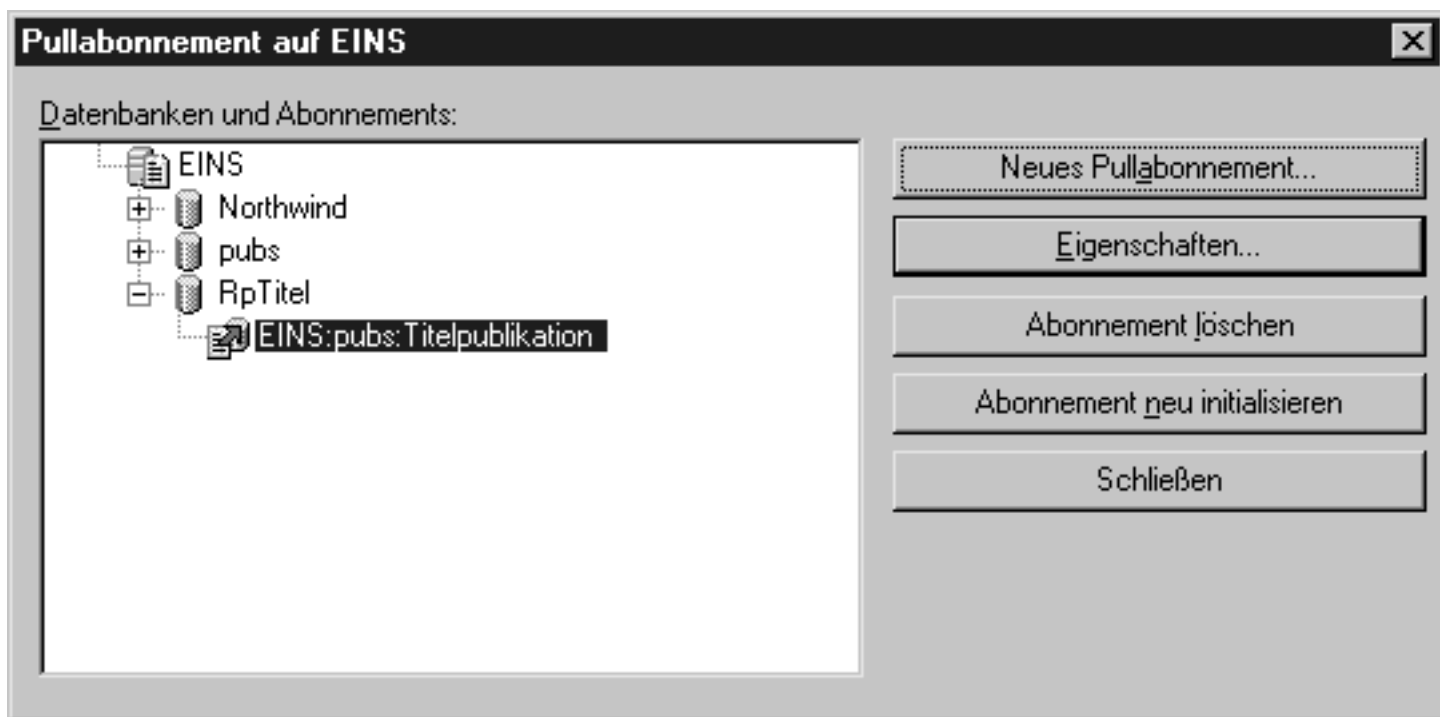 Pullabonnement auf EINS
Datenbanken und Abonnements:
EINS
Northwind
pubs
RpTitel
EINS:pubs:Titelpublikation
Neues Pullabonnement...
Eigenschaften...
Abonnement löschen
Abonnement neu initialisieren
Schließen